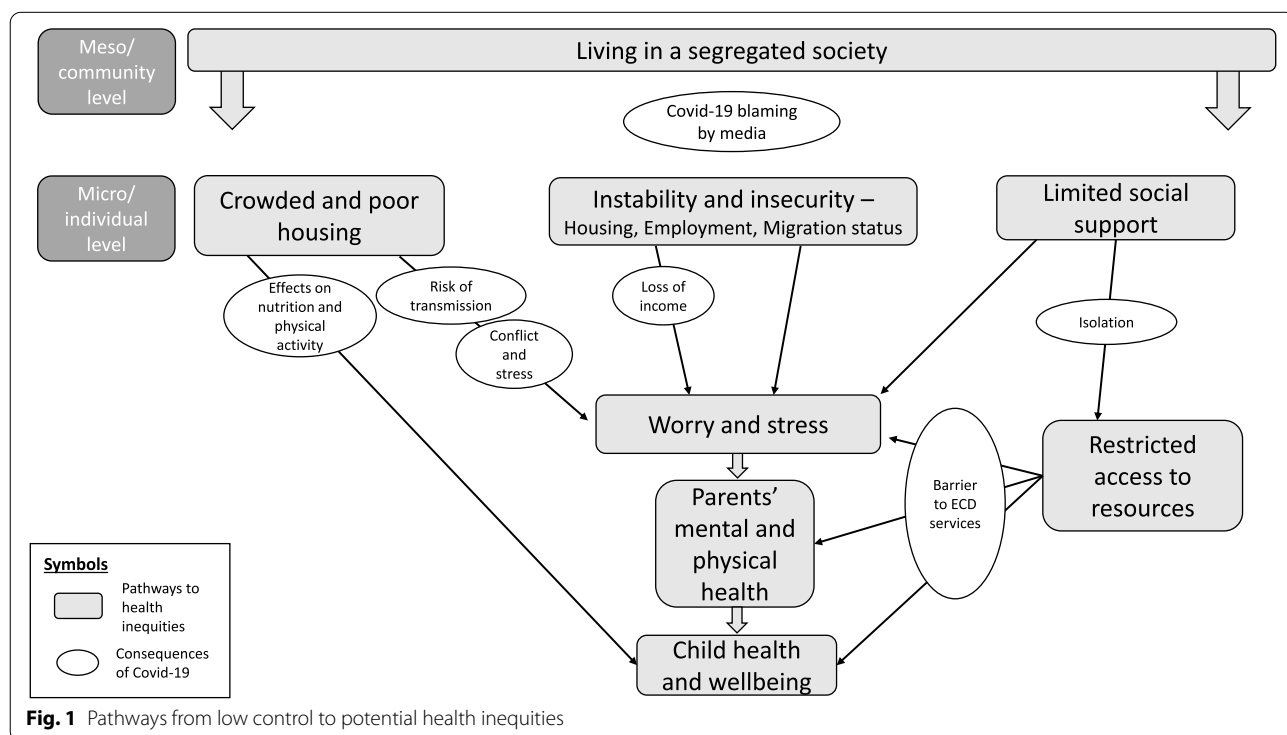 Meso/
community
level
Living in a segregated society
Covid-19 blaming
by media
Micro/
individual
level
Crowded and poor
housing
Instability and insecurity –
Housing, Employment, Migration status
Limited social
support
Effects on
nutrition and
physical
activity
Risk of
transmission
Conflict
and
stress
Loss of
income
Isolation
Worry and stress
Restricted
access to
resources
Barrier
to ECD
services
Parents’
mental and
physical
health
Child health
and wellbeing
Symbols
Pathways to
health
inequities
Consequences
of Covid-19
Fig. 1 Pathways from low control to potential health inequities